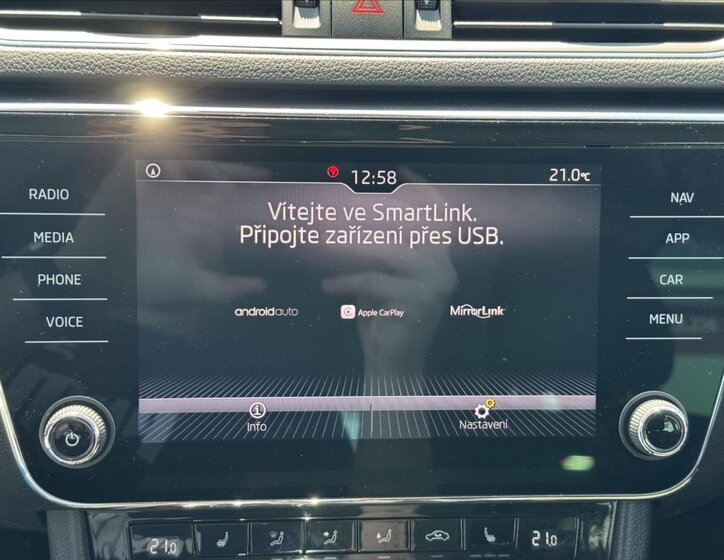 12:58
21.0°C
RADIO
MEDIA
PHONE
VOICE
Vítejte ve SmartLink.
Připojte zařízení přes USB.
androidauto
Apple CarPlay
MirrorLink
NAV
APP
CAR
MENU
Info
Nastavení
21.0
21.0